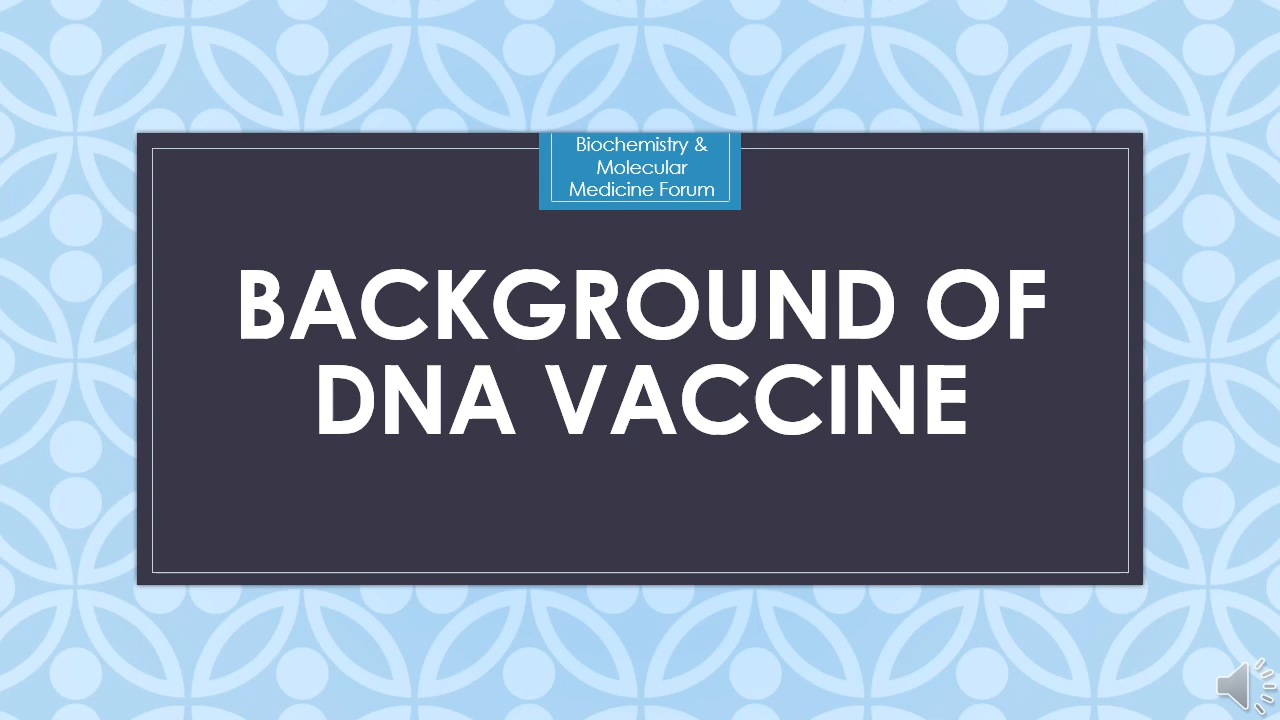 Biochemistry &
Molecular
Medicine Forum
BACKGROUND OF
DNA VACCINE